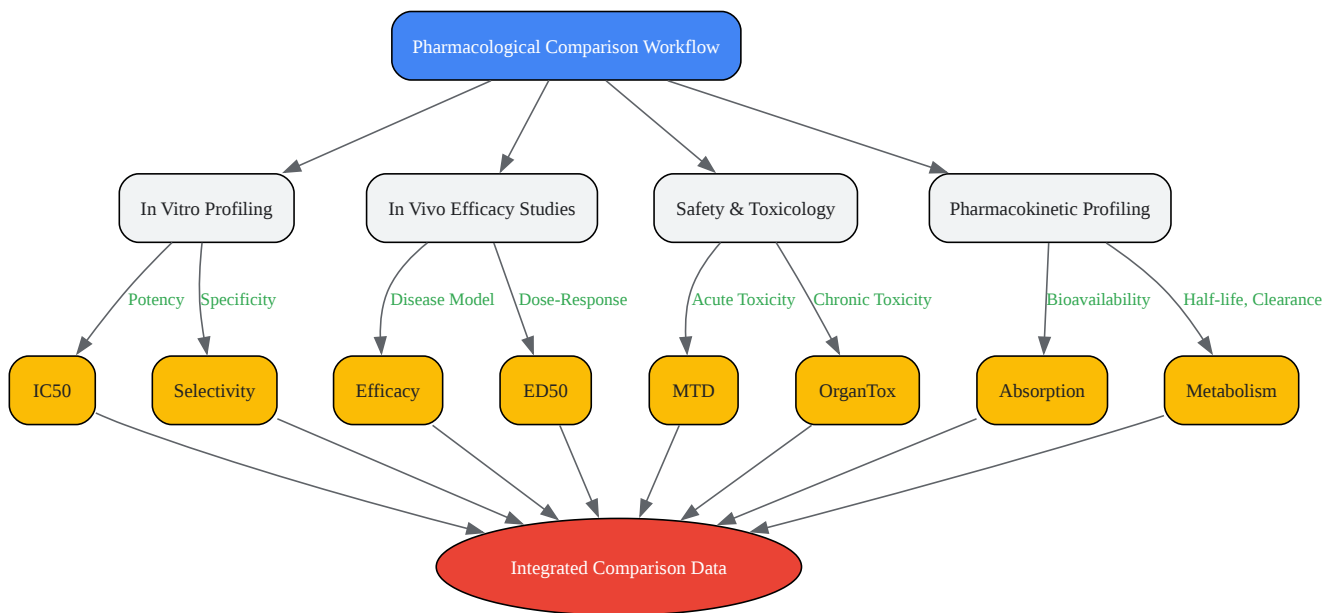 Pharmacological Comparison Workflow
In Vitro Profiling
In Vivo Efficacy Studies
Safety & Toxicology
Pharmacokinetic Profiling
Potency
Specificity
Disease Model
Dose-Response
Acute Toxicity
Chronic Toxicity
Bioavailability
Half-life, Clearance
IC50
Selectivity
Efficacy
ED50
MTD
OrganTox
Absorption
Metabolism
Integrated Comparison Data